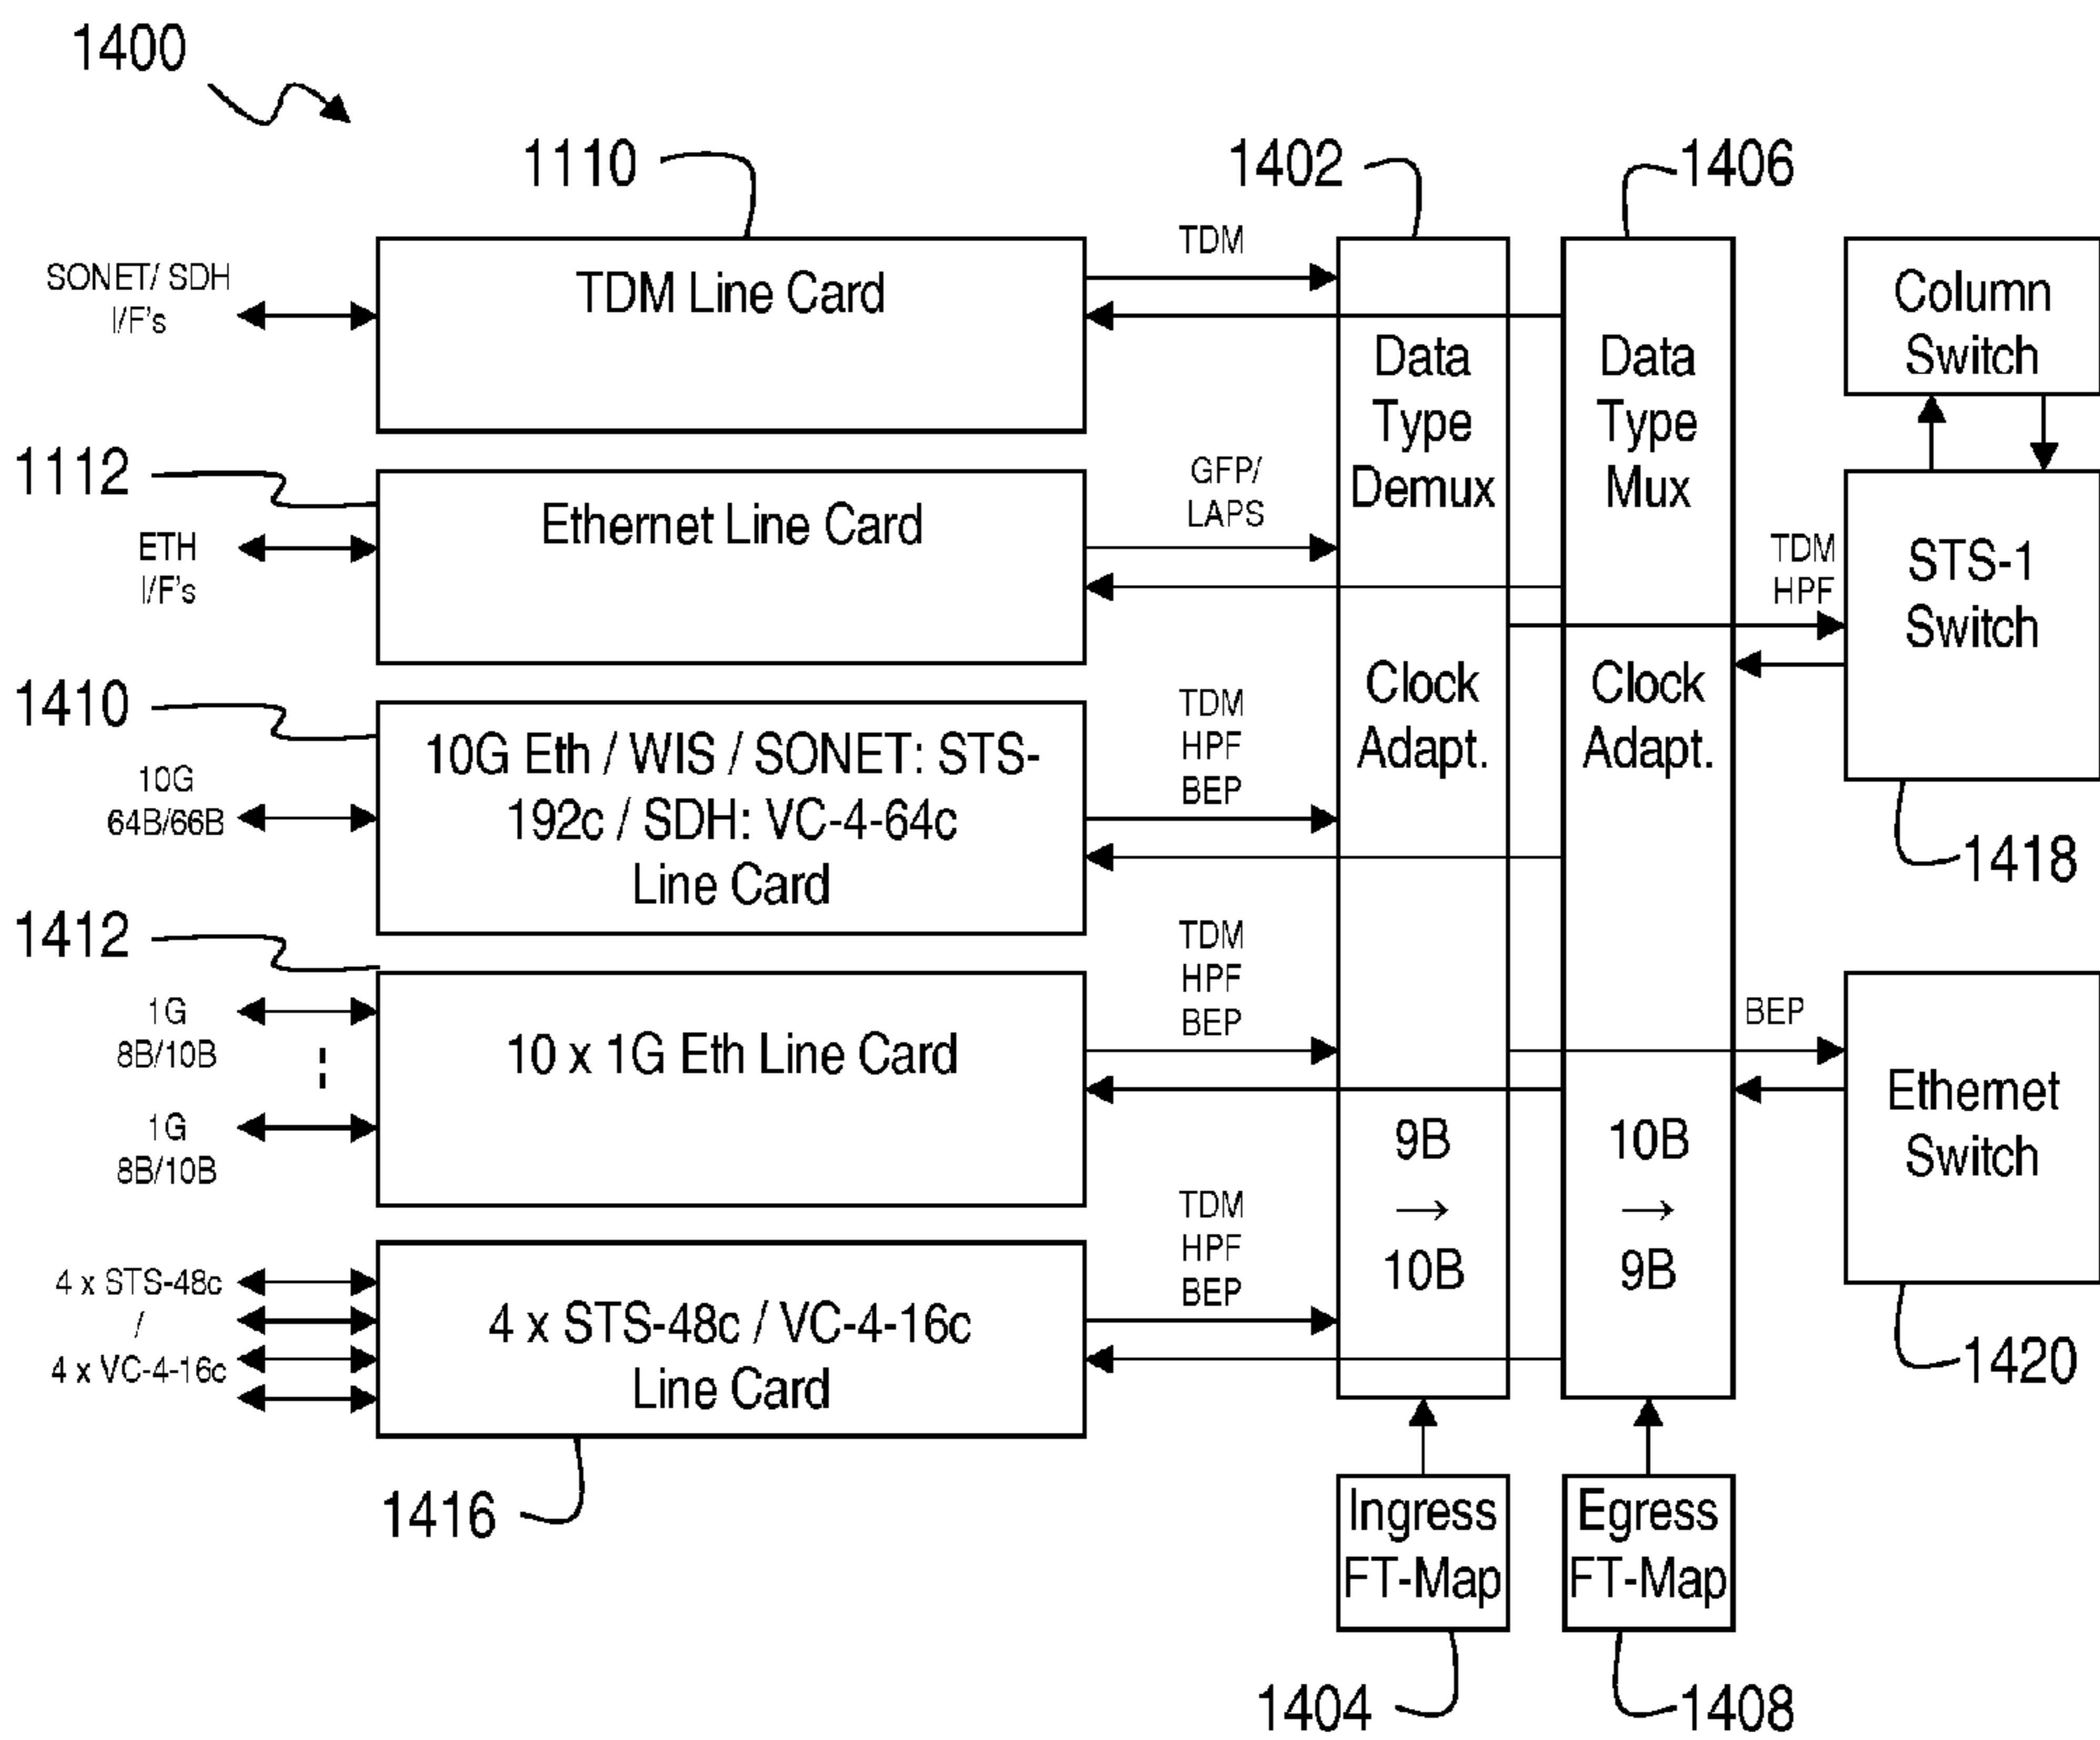 1400
1110
1402
1406
SONET/ SDH
I/F's
TDM Line Card
TDM
Data
Type
Demux
Clock
Adapt.
9B
→
10B
Data
Type
Mux
Clock
Adapt.
10B
→
9B
Column
Switch
1112
ETH
I/F's
Ethernet Line Card
GFP/
LAPS
TDM
HPF
STS-1
Switch
1418
1410
10G
64B/66B
10G Eth / WIS / SONET: STS-
192c / SDH: VC-4-64c
Line Card
TDM
HPF
BEP
1412
1G
8B/10B
1G
8B/10B
10 x 1G Eth Line Card
TDM
HPF
BEP
BEP
Ethernet
Switch
1420
4 x STS-48c
/
4 x VC-4-16c
4 x STS-48c / VC-4-16c
Line Card
TDM
HPF
BEP
1416
Ingress
FT-Map
Egress
FT-Map
1404
1408